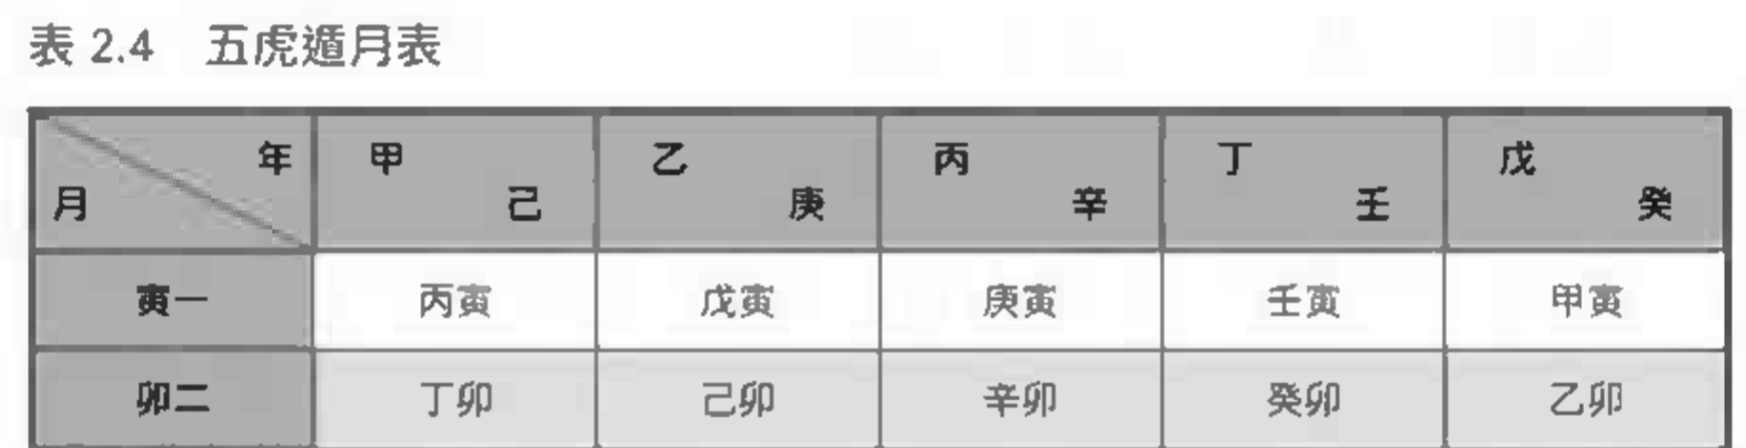 表 2.4 五虎遁月表
年 甲 乙 丙 丁 戊
月 己 庚 辛 壬 癸
寅一 丙寅 戊寅 庚寅 壬寅 甲寅
卯二 丁卯 己卯 辛卯 癸卯 乙卯